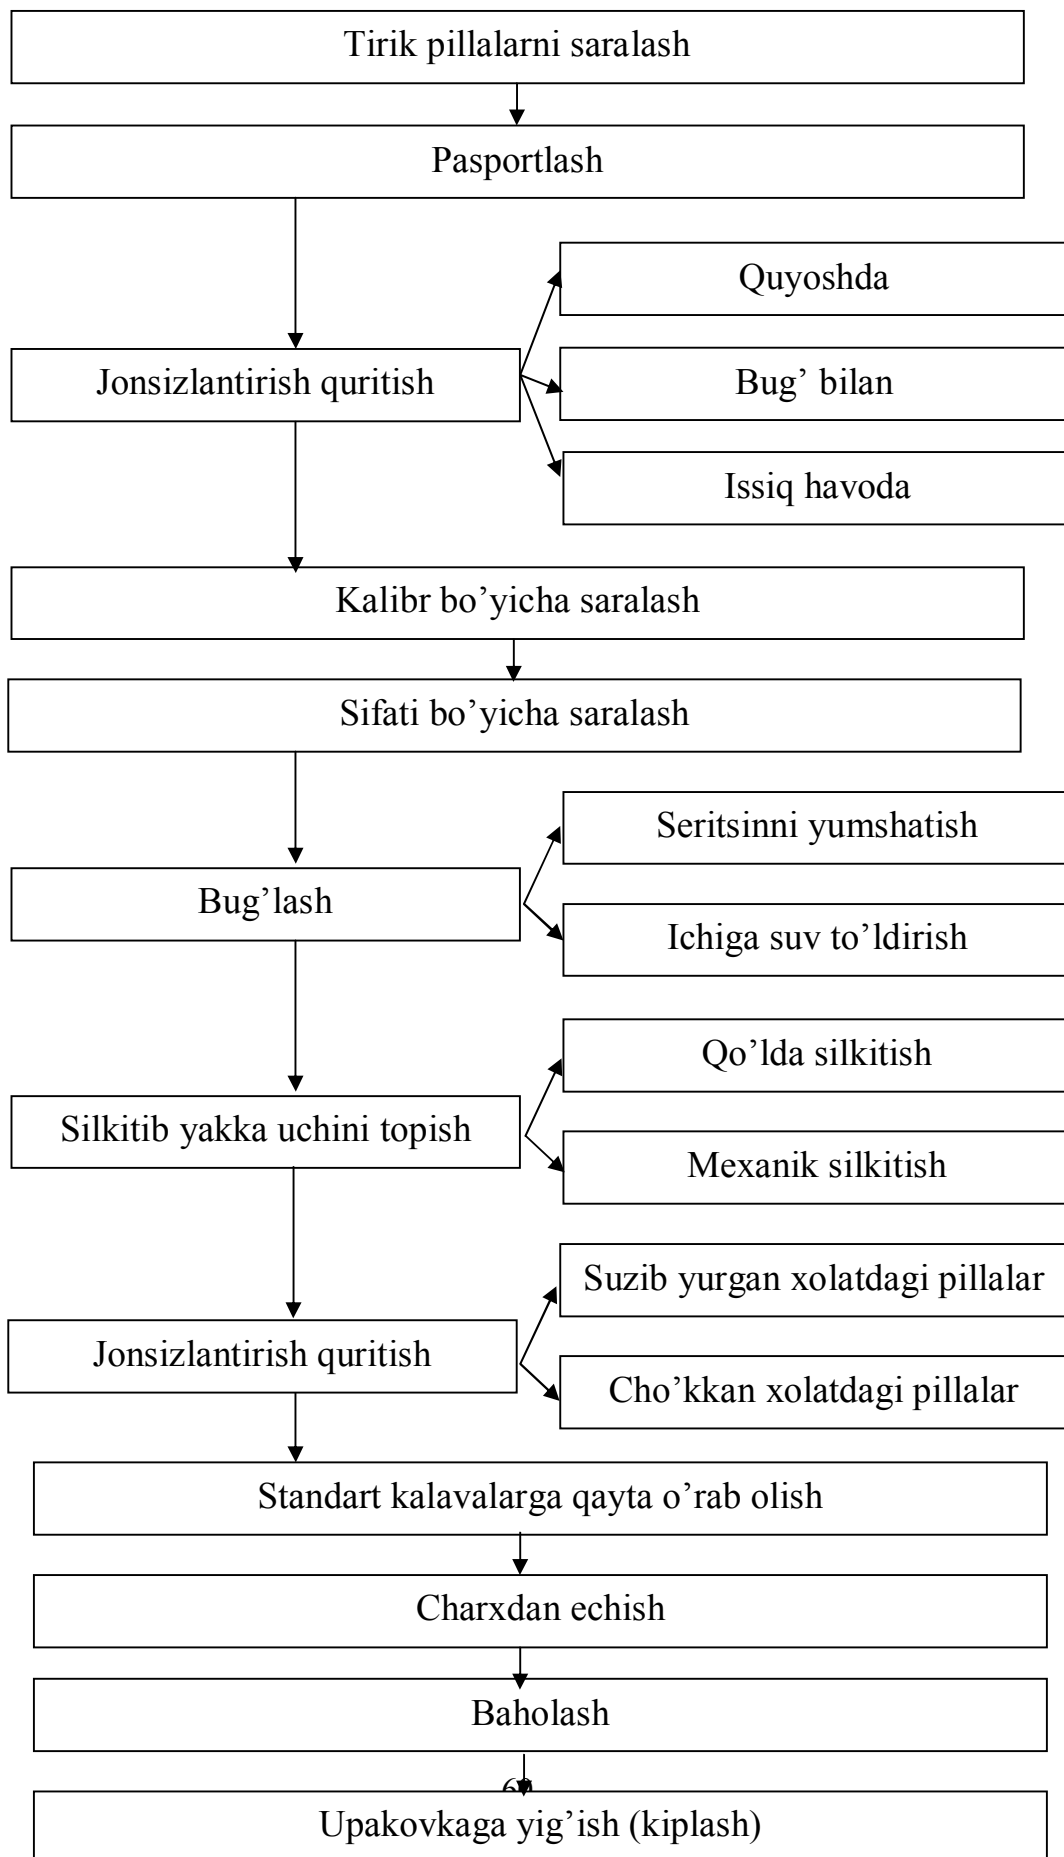 Tirik pillalarni saralash
Pasportlash
Quyoshda
Jonsizlantirish quritish
Bug’ bilan
Issiq havoda
Kalibr bo’yicha saralash
Sifati bo’yicha saralash
Seritsinni yumshatish
Bug’lash
Ichiga suv to’ldirish
Qo’lda silkitish
Silkitib yakka uchini topish
Mexanik silkitish
Suzib yurgan xolatdagi pillalar
Jonsizlantirish quritish
Cho’kkan xolatdagi pillalar
Standart kalavalarga qayta o’rab olish
Charxdan echish
Baholash
Upakovkaga yig’ish (kiplash)